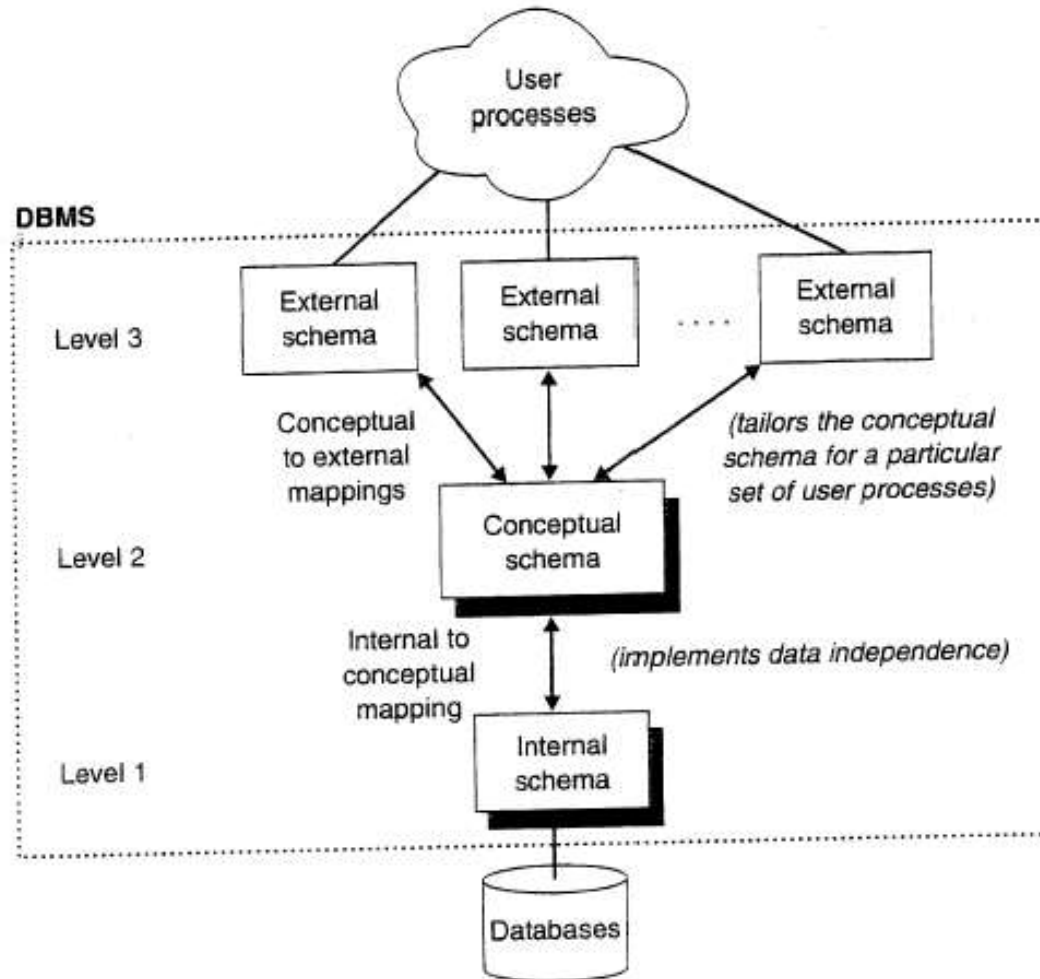 User
processes
DBMS
External
schema
External
schema
External
schema
.....
Level 3
Conceptual
to external
mappings
(tailors the conceptual
schema for a particular
set of user processes)
Conceptual
schema
Level 2
Internal to
conceptual
mapping
(implements data independence)
Internal
schema
Level 1
Databases